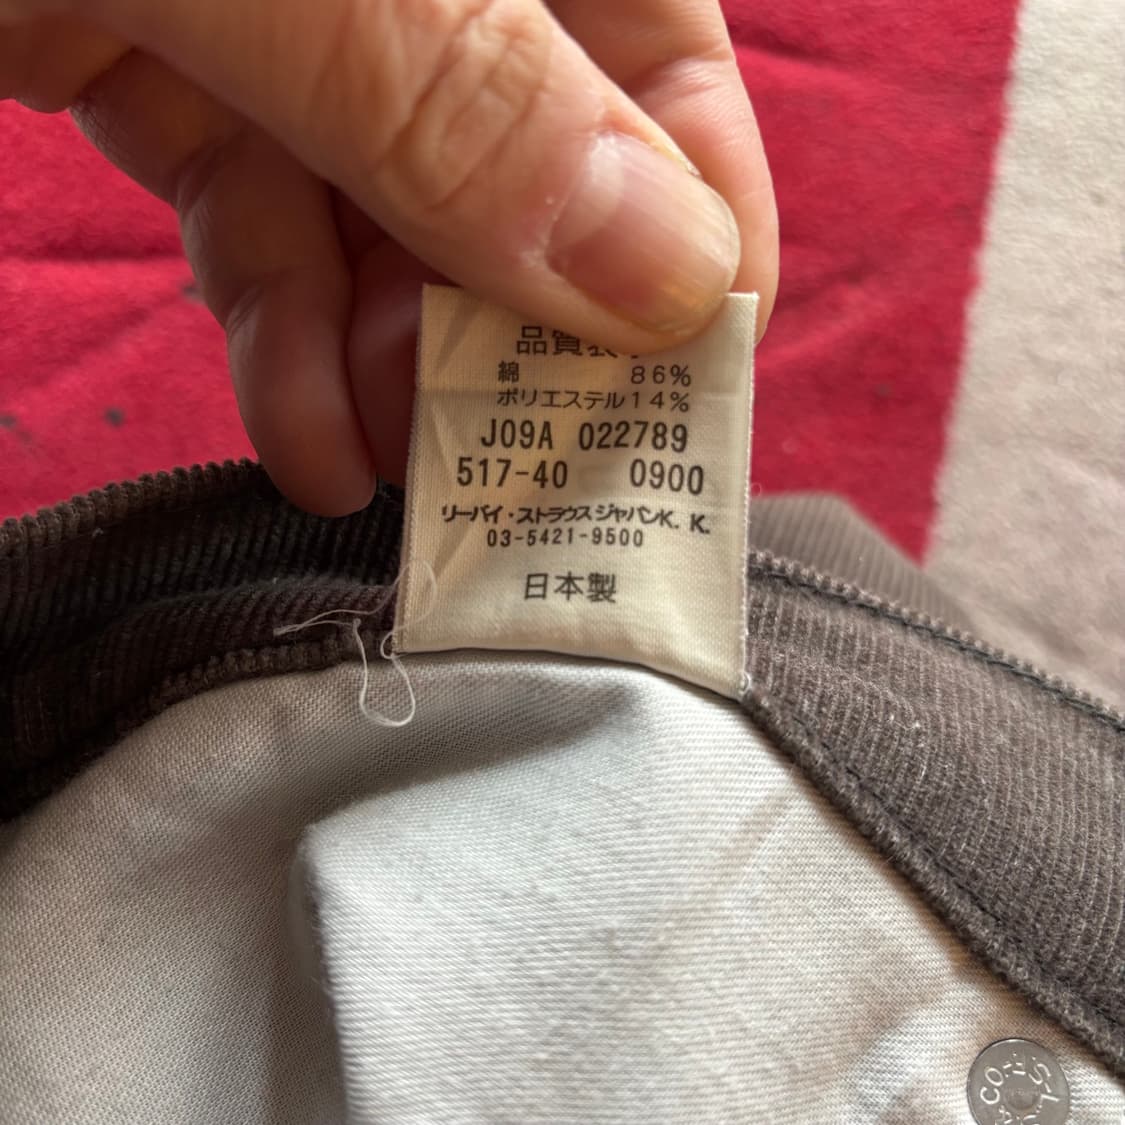 品質表示
綿 86%
ポリエステル14%
J09A 022789
517-40 0900
リーバイ・ストラウスジャパンK.K.
03-5421-9500
日本製